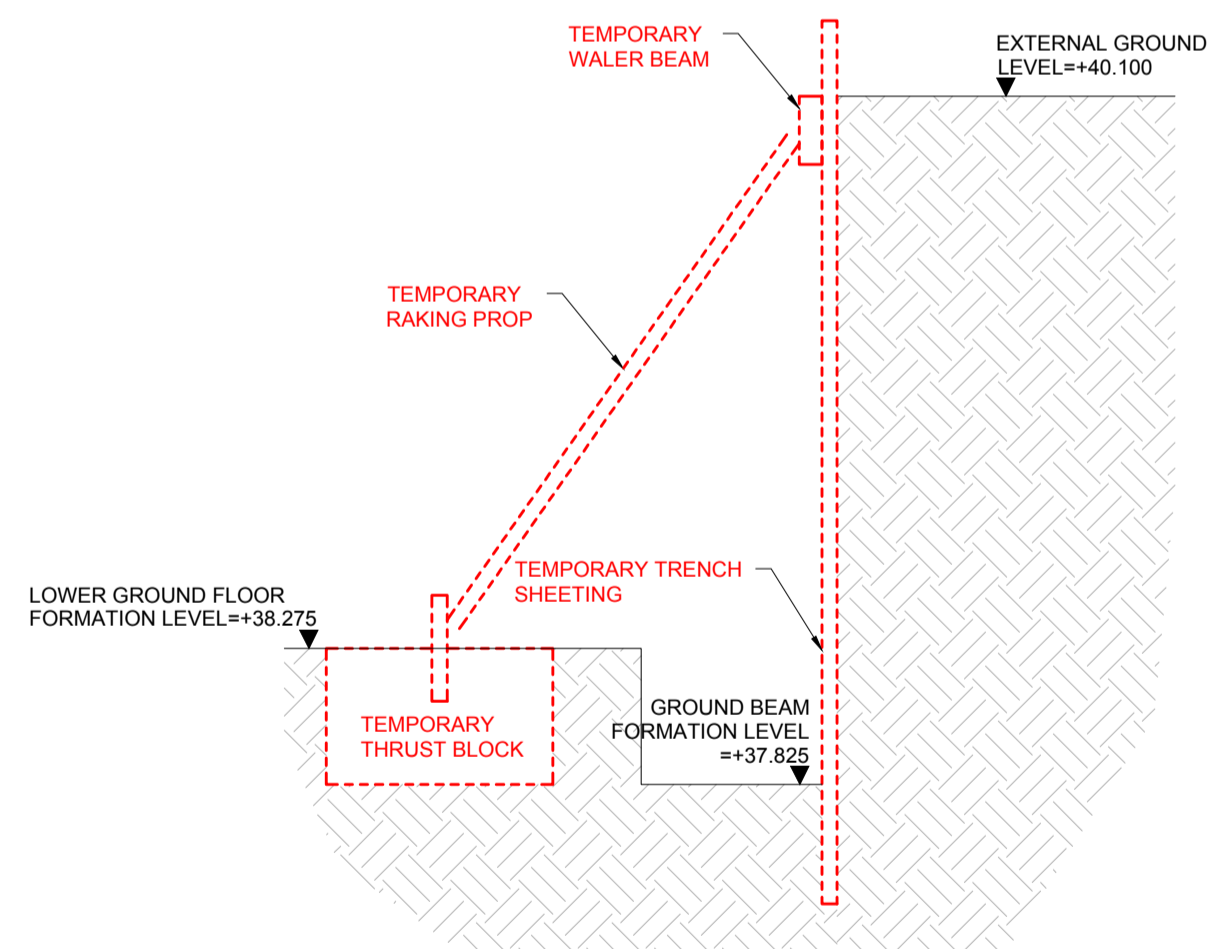 TEMPORARY
WALER BEAM
EXTERNAL GROUND
LEVEL=+40.100
TEMPORARY
RAKING PROP
TEMPORARY TRENCH
SHEETING
LOWER GROUND FLOOR
FORMATION LEVEL=+38.275
GROUND BEAM
FORMATION LEVEL
=+37.825
TEMPORARY
THRUST BLOCK